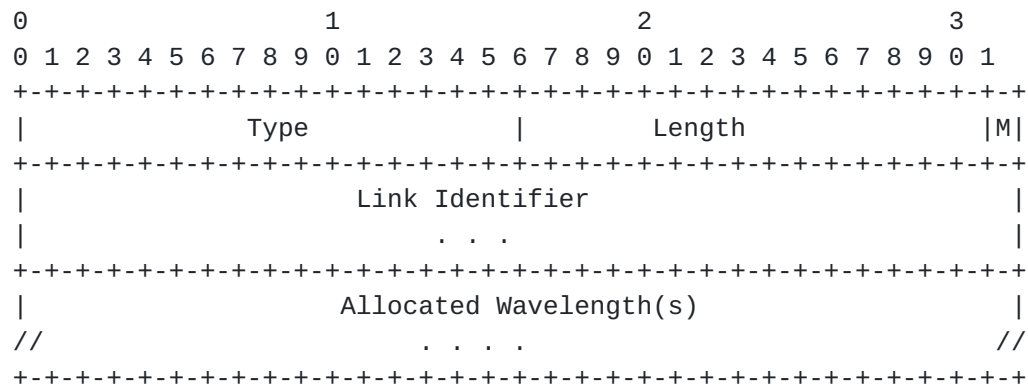 0                   1                   2                   3
0 1 2 3 4 5 6 7 8 9 0 1 2 3 4 5 6 7 8 9 0 1 2 3 4 5 6 7 8 9 0 1
+-+-+-+-+-+-+-+-+-+-+-+-+-+-+-+-+-+-+-+-+-+-+-+-+-+-+-+-+-+-+-+-+
|              Type             |        Length               |M|
+-+-+-+-+-+-+-+-+-+-+-+-+-+-+-+-+-+-+-+-+-+-+-+-+-+-+-+-+-+-+-+-+
|                     Link Identifier                           |
|                          . . .                                |
+-+-+-+-+-+-+-+-+-+-+-+-+-+-+-+-+-+-+-+-+-+-+-+-+-+-+-+-+-+-+-+-+
|                    Allocated Wavelength(s)                    |
//                        . . . .                              //
+-+-+-+-+-+-+-+-+-+-+-+-+-+-+-+-+-+-+-+-+-+-+-+-+-+-+-+-+-+-+-+-+